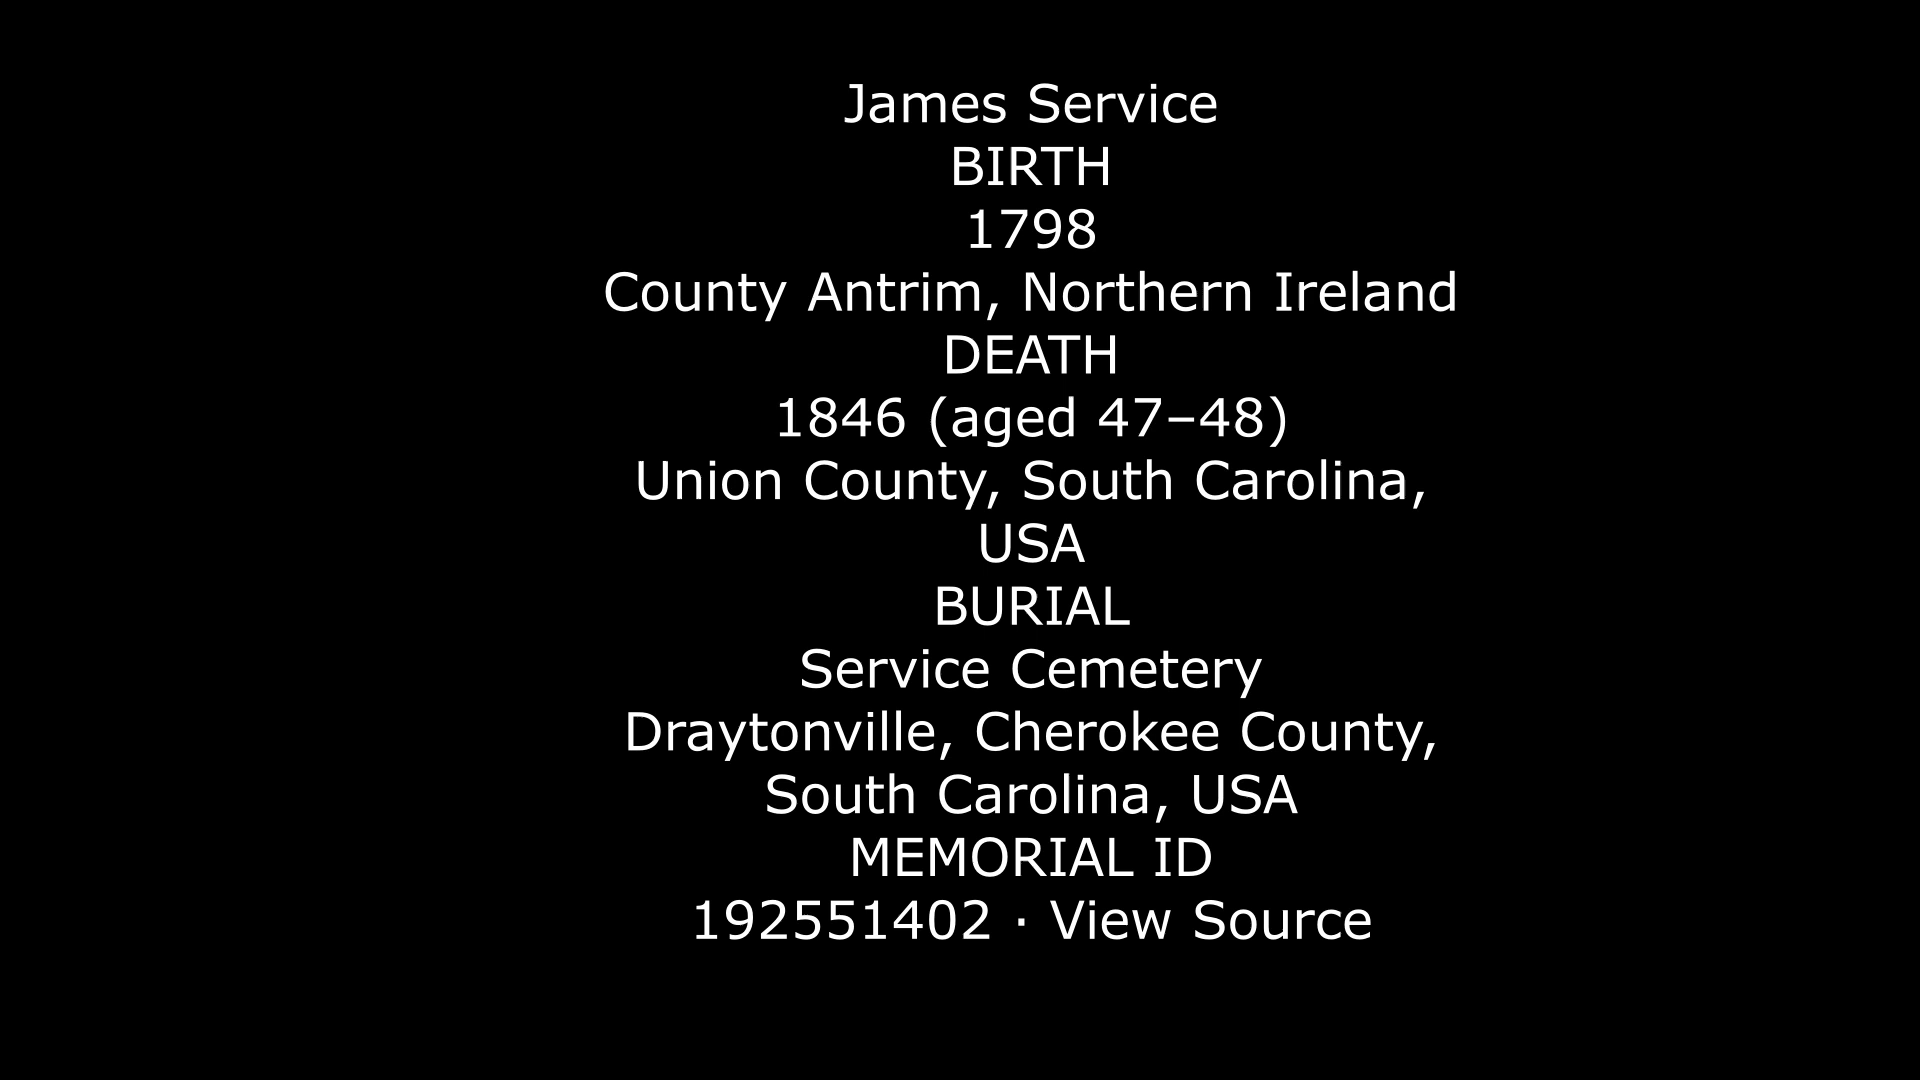 James Service
BIRTH
1798
County Antrim, Northern Ireland
DEATH
1846 (aged 47–48)
Union County, South Carolina,
USA
BURIAL
Service Cemetery
Draytonville, Cherokee County,
South Carolina, USA
MEMORIAL ID
192551402 · View Source